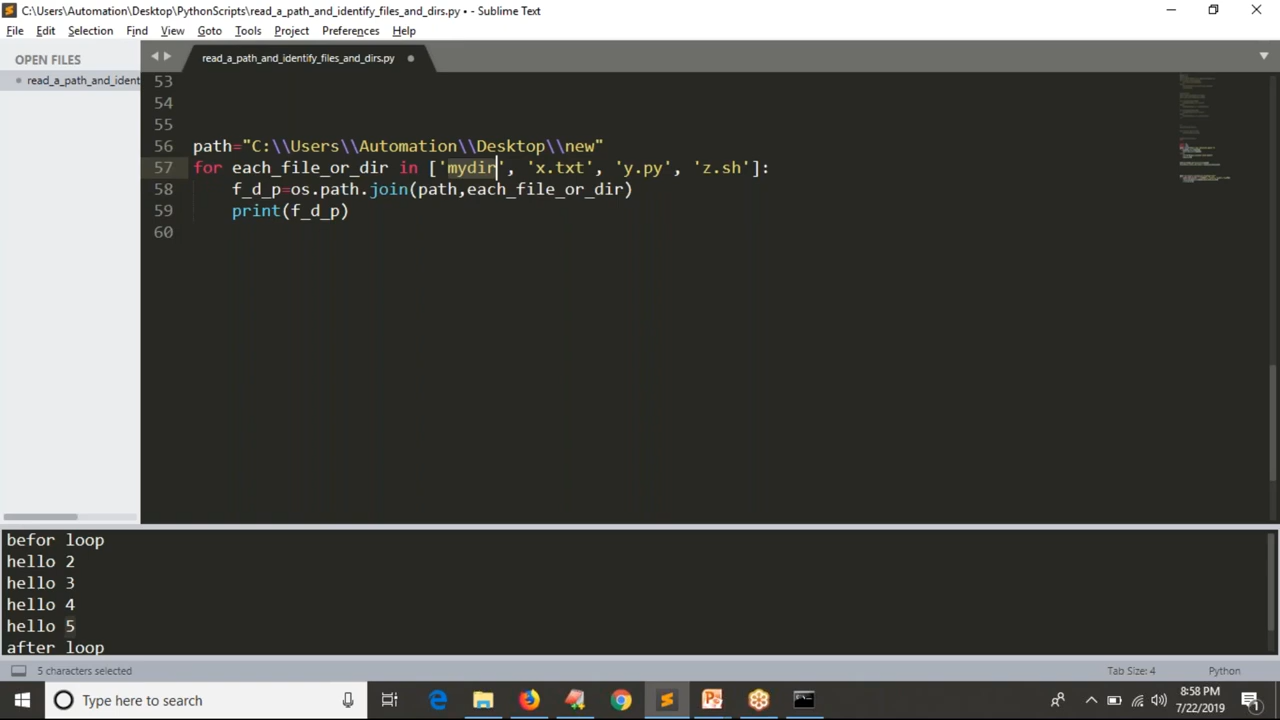 C:\Users\Automation\Desktop\PythonScripts\read_a_path_and_identify_files_and_dirs.py • - Sublime Text
File Edit Selection Find View Goto Tools Project Preferences Help
OPEN FILES
read_a_path_and_ident
read_a_path_and_identify_files_and_dirs.py
53
54
55
56 path="C:\\Users\\Automation\\Desktop\\new"
57 for each_file_or_dir in ['mydir', 'x.txt', 'y.py', 'z.sh']:
58 f_d_p=os.path.join(path,each_file_or_dir)
59 print(f_d_p)
60
befor loop
hello 2
hello 3
hello 4
hello 5
after loop
5 characters selected Tab Size: 4 Python
Type here to search
8:58 PM
7/22/2019
1